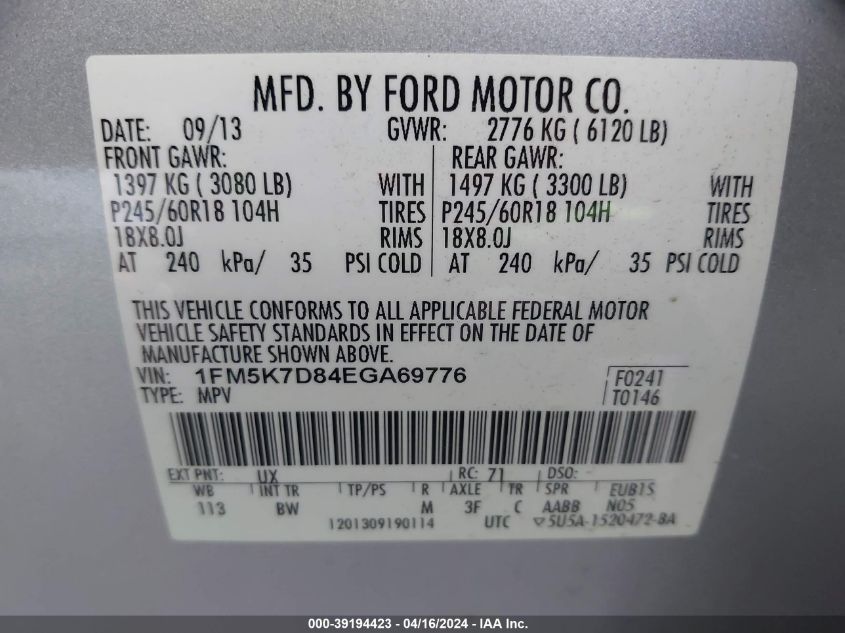 MFD. BY FORD MOTOR CO.
DATE: 09/13 GVWR: 2776 KG ( 6120 LB)
FRONT GAWR: REAR GAWR:
1397 KG ( 3080 LB) WITH 1497 KG ( 3300 LB) WITH
P245/60R18 104H TIRES P245/60R18 104H TIRES
18X8.0J RIMS 18X8.0J RIMS
AT 240 kPa/ 35 PSI COLD AT 240 kPa/ 35 PSI COLD
THIS VEHICLE CONFORMS TO ALL APPLICABLE FEDERAL MOTOR
VEHICLE SAFETY STANDARDS IN EFFECT ON THE DATE OF
MANUFACTURE SHOWN ABOVE.
VIN: 1FM5K7D84EGA69776 F0241
TYPE: MPV T0146
EXT PNT: UX RC: 71 DSO:
WB INT TR TP/PS R AXLE TR SPR EUB15
113 BW M 3F C AABB N05
1201309190114 UTC ▽5U5A-1520472-BA
000-39194423 - 04/16/2024 - IAA Inc.